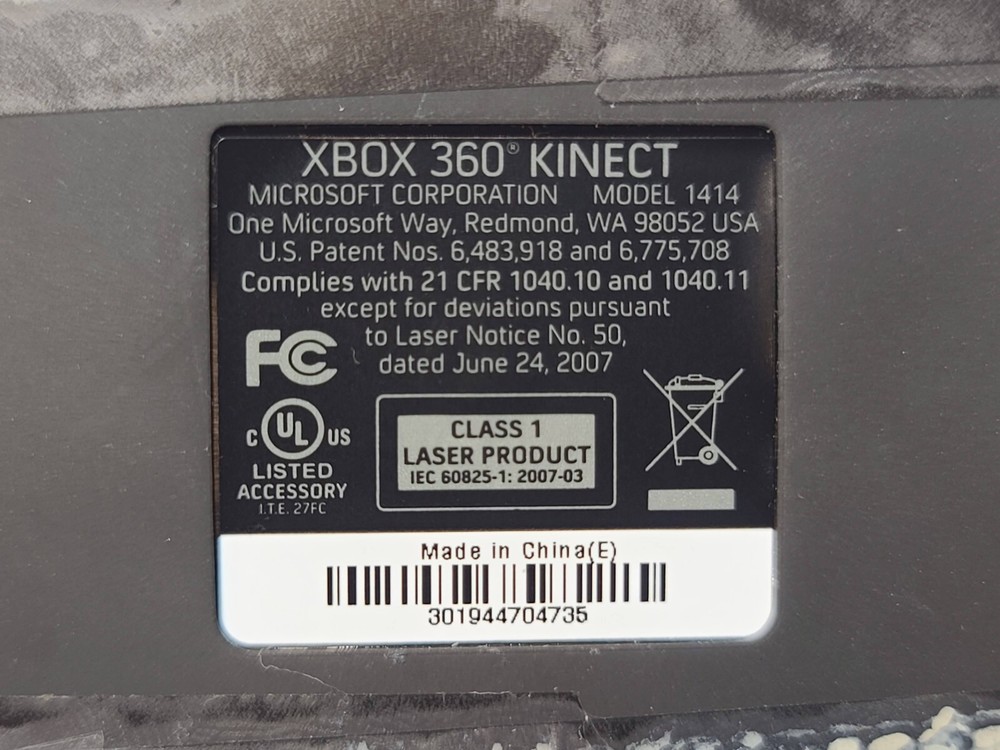 XBOX 360® KINECT
MICROSOFT CORPORATION MODEL 1414
One Microsoft Way, Redmond, WA 98052 USA
U.S. Patent Nos. 6,483,918 and 6,775,708
Complies with 21 CFR 1040.10 and 1040.11
except for deviations pursuant
to Laser Notice No. 50,
dated June 24, 2007
FC
C UL US
LISTED
ACCESSORY
I.T.E. 27FC
CLASS 1
LASER PRODUCT
IEC 60825-1: 2007-03
Made in China(E)
301944704735